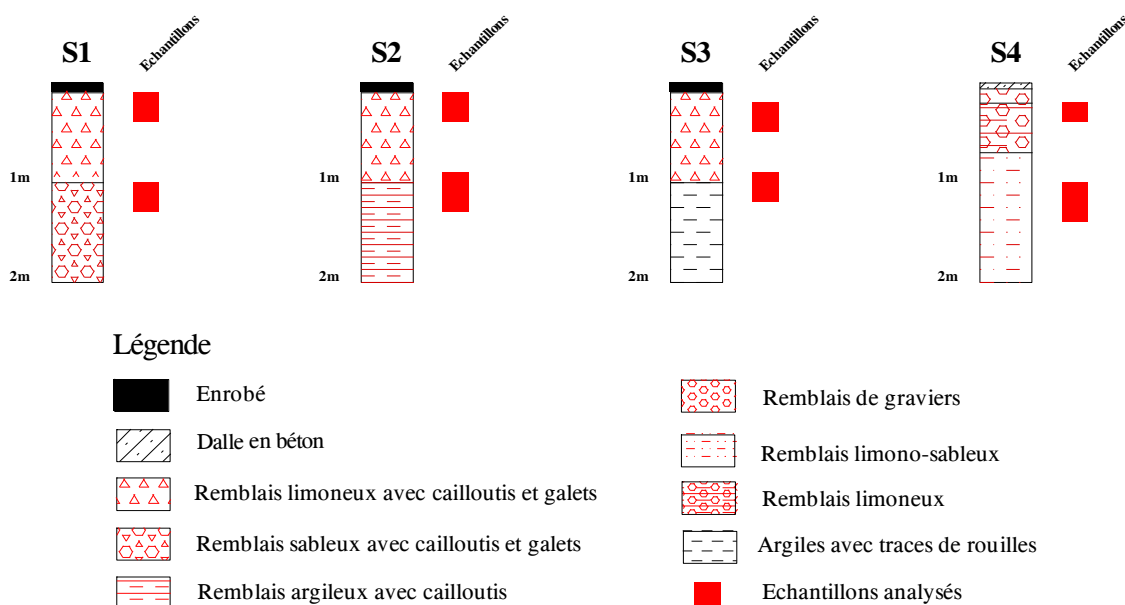 S1
Echantillons
S2
Echantillons
S3
Echantillons
S4
Echantillons
1m
1m
1m
1m
2m
2m
2m
2m
Légende
Enrobé
Dalle en béton
Remblais limoneux avec cailloutis et galets
Remblais sableux avec cailloutis et galets
Remblais argileux avec cailloutis
Remblais de graviers
Remblais limono-sableux
Remblais limoneux
Argiles avec traces de rouilles
Echantillons analysés